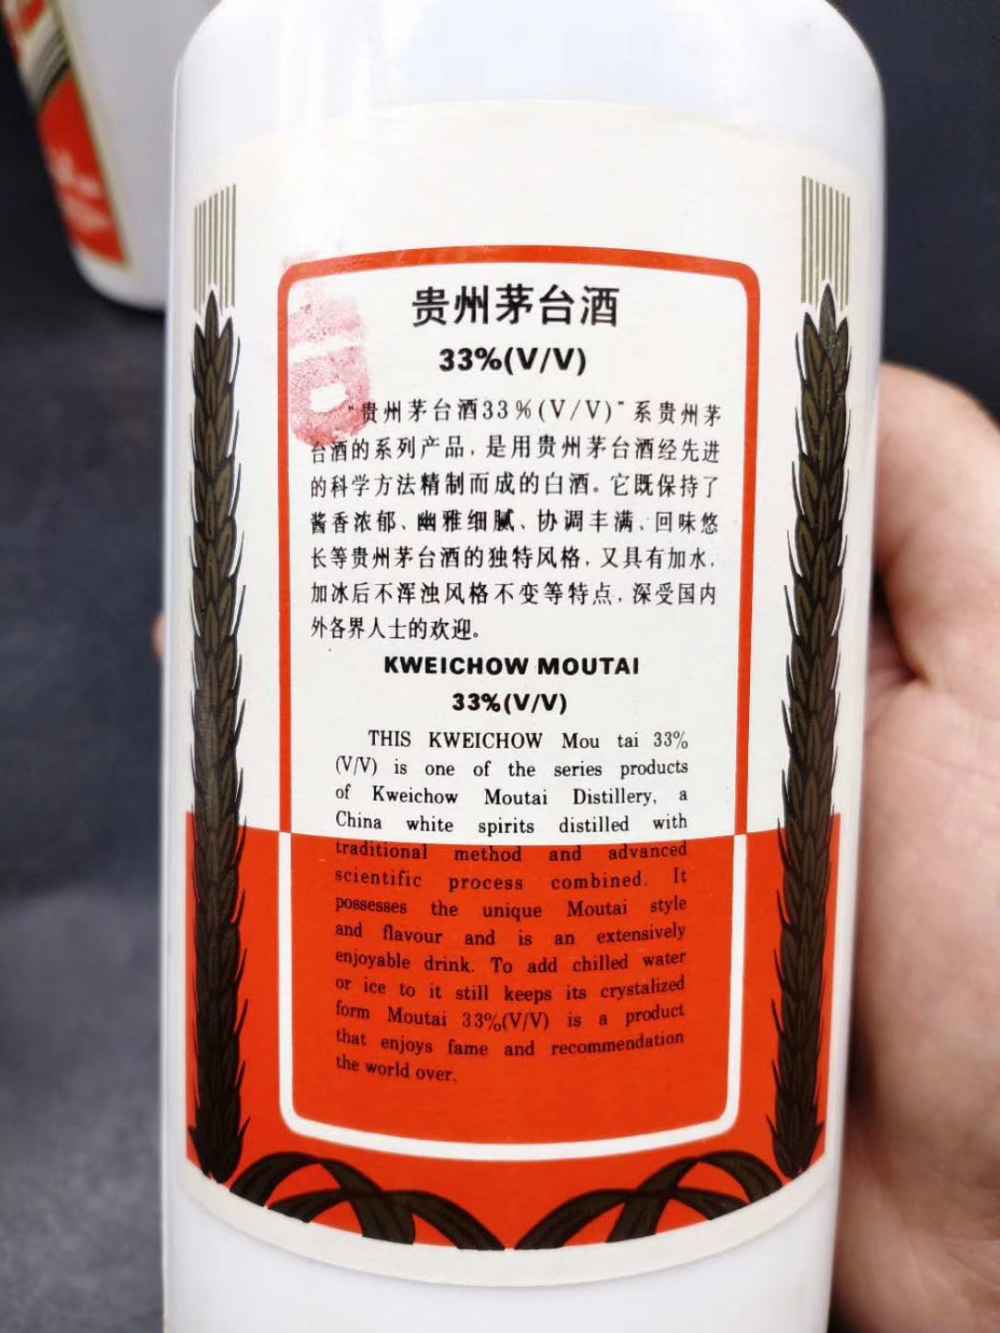 贵州茅台酒
33%(V/V)
“贵州茅台酒33%(V/V)”系贵州茅
台酒的系列产品，是用贵州茅台酒经先进
的科学方法精制而成的白酒。它既保持了
酱香浓郁、幽雅细腻、协调丰满、回味悠
长等贵州茅台酒的独特风格，又具有加水，
加冰后不浑浊风格不变等特点，深受国内
外各界人士的欢迎。
KWEICHOW MOUTAI
33%(V/V)
THIS KWEICHOW Mou tai 33%
(V/V) is one of the series products
of Kweichow Moutai Distillery, a
China white spirits distilled with
traditional method and advanced
scientific process combined. It
possesses the unique Moutai style
and flavour and is an extensively
enjoyable drink. To add chilled water
or ice to it still keeps its crystalized
form Moutai 33%(V/V) is a product
that enjoys fame and recommendation
the world over.